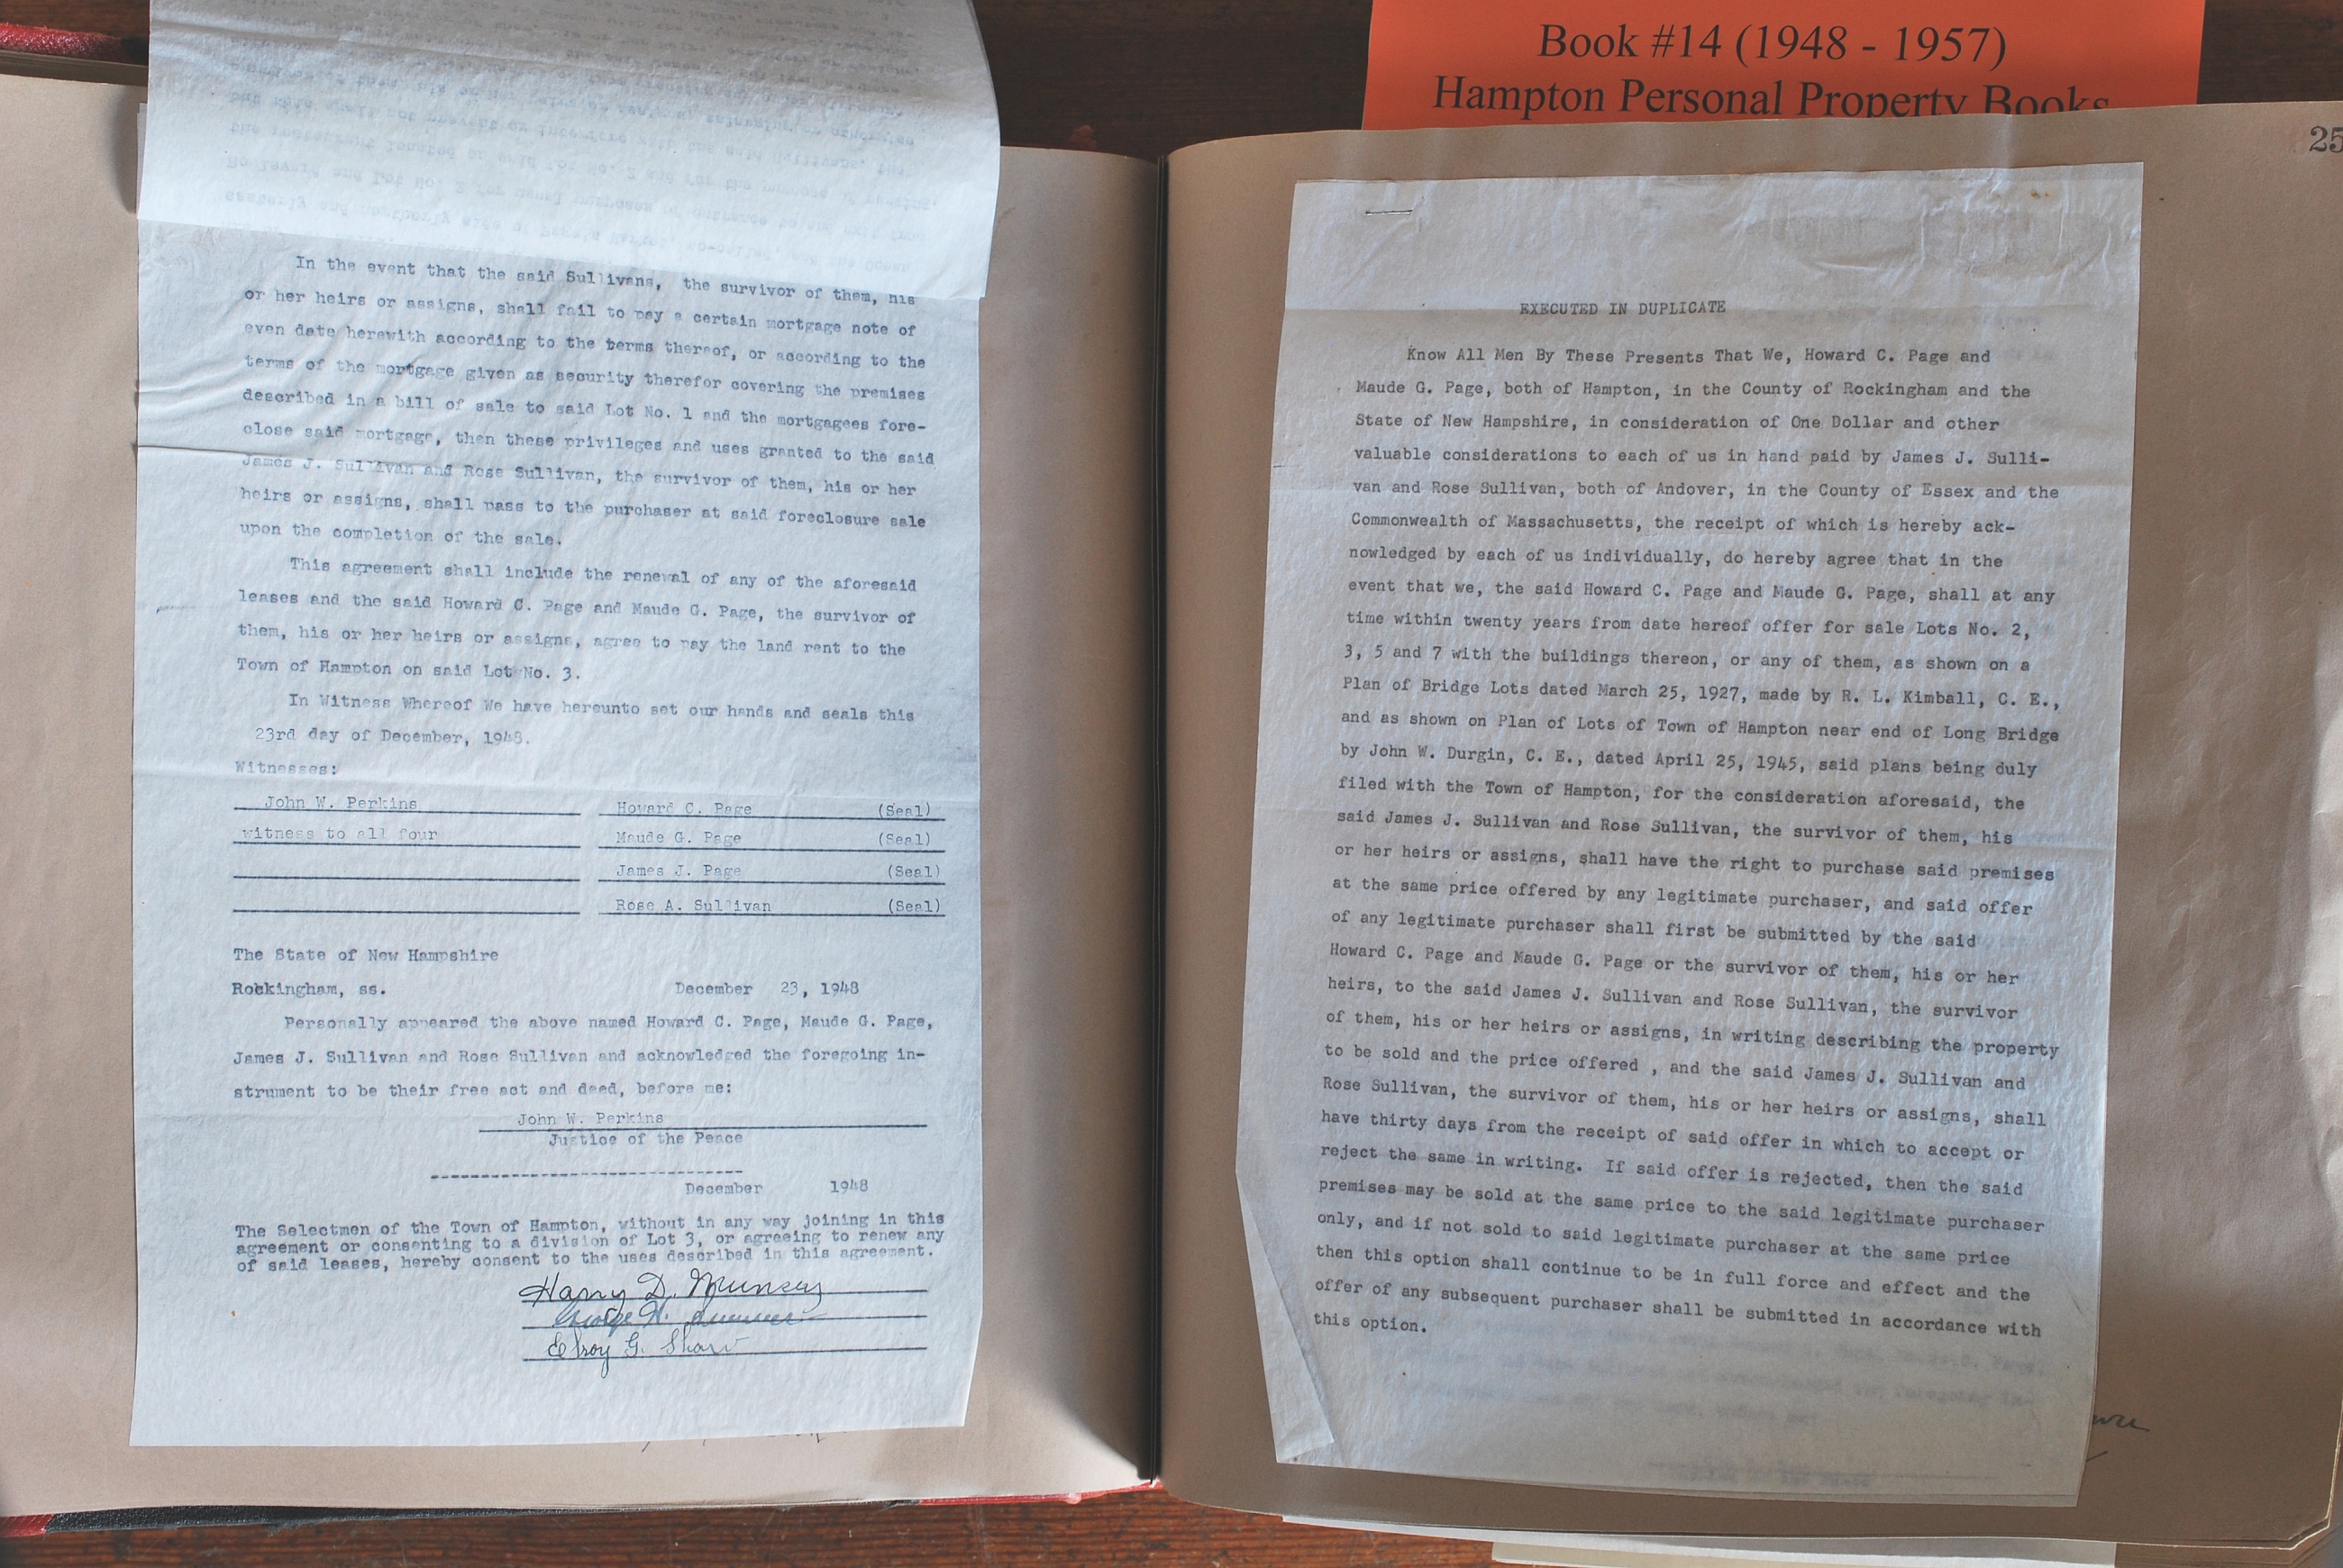 Book #14 (1948 - 1957)
Hampton Personal Property Books
In the event that the said Sullivans, the survivor of them, his
or her heirs or assigns, shall fail to pay a certain mortgage note of
even date herewith according to the terms thereof, or according to the
terms of the mortgage given as security therefor covering the premises
described in a bill of sale to said Lot No. 1 and the mortgagees fore-
close said mortgage, then these privileges and uses granted to the said
James J. Sullivan and Rose Sullivan, the survivor of them, his or her
heirs or assigns, shall pass to the purchaser at said foreclosure sale
upon the completion of the sale.
This agreement shall include the renewal of any of the aforesaid
leases and the said Howard C. Page and Maude G. Page, the survivor of
them, his or her heirs or assigns, agree to pay the land rent to the
Town of Hampton on said Lot No. 3.
In Witness Whereof We have hereunto set our hands and seals this
23rd day of December, 1948.
Witnesses:
John W. Perkins Howard C. Page (Seal)
witness to all four Maude G. Page (Seal)
James J. Page (Seal)
Rose A. Sullivan (Seal)
The State of New Hampshire
Rockingham, ss. December 23, 1948
Personally appeared the above named Howard C. Page, Maude G. Page,
James J. Sullivan and Rose Sullivan and acknowledged the foregoing in-
strument to be their free act and deed, before me:
John W. Perkins
Justice of the Peace
December 1948
The Selectmen of the Town of Hampton, without in any way joining in this
agreement or consenting to a division of Lot 3, or agreeing to renew any
of said leases, hereby consent to the uses described in this agreement.
Harry D. Munsey
George
Elroy G. Shaw
25
EXECUTED IN DUPLICATE
Know All Men By These Presents That We, Howard C. Page and
Maude G. Page, both of Hampton, in the County of Rockingham and the
State of New Hampshire, in consideration of One Dollar and other
valuable considerations to each of us in hand paid by James J. Sulli-
van and Rose Sullivan, both of Andover, in the County of Essex and the
Commonwealth of Massachusetts, the receipt of which is hereby ack-
nowledged by each of us individually, do hereby agree that in the
event that we, the said Howard C. Page and Maude G. Page, shall at any
time within twenty years from date hereof offer for sale Lots No. 2,
3, 5 and 7 with the buildings thereon, or any of them, as shown on a
Plan of Bridge Lots dated March 25, 1927, made by R. L. Kimball, C. E.,
and as shown on Plan of Lots of Town of Hampton near end of Long Bridge
by John W. Durgin, C. E., dated April 25, 1945, said plans being duly
filed with the Town of Hampton, for the consideration aforesaid, the
said James J. Sullivan and Rose Sullivan, the survivor of them, his
or her heirs or assigns, shall have the right to purchase said premises
at the same price offered by any legitimate purchaser, and said offer
of any legitimate purchaser shall first be submitted by the said
Howard C. Page and Maude G. Page or the survivor of them, his or her
heirs, to the said James J. Sullivan and Rose Sullivan, the survivor
of them, his or her heirs or assigns, in writing describing the property
to be sold and the price offered , and the said James J. Sullivan and
Rose Sullivan, the survivor of them, his or her heirs or assigns, shall
have thirty days from the receipt of said offer in which to accept or
reject the same in writing. If said offer is rejected, then the said
premises may be sold at the same price to the said legitimate purchaser
only, and if not sold to said legitimate purchaser at the same price
then this option shall continue to be in full force and effect and the
offer of any subsequent purchaser shall be submitted in accordance with
this option.